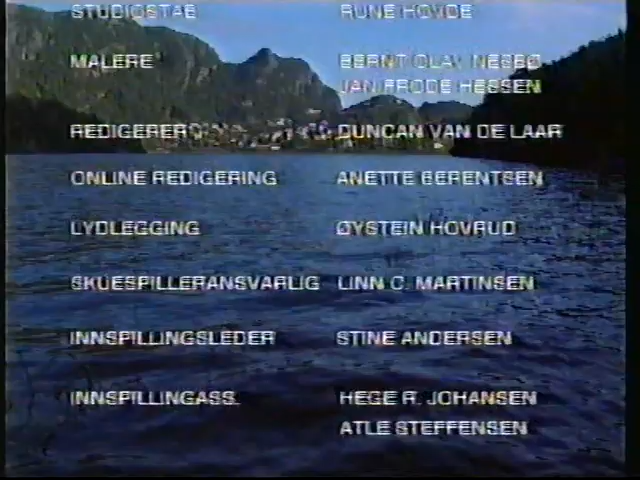 STUDIOSTAB RUNE HOVDE
MALERE BERNT OLAV NESBØ
JAN FRODE HESSEN
REDIGERER DUNCAN VAN DE LAAR
ONLINE REDIGERING ANETTE BERENTSEN
LYDLEGGING ØYSTEIN HOVRUD
SKUESPILLERANSVARLIG LINN C. MARTINSEN
INNSPILLINGSLEDER STINE ANDERSEN
INNSPILLINGASS. HEGE R. JOHANSEN
ATLE STEFFENSEN